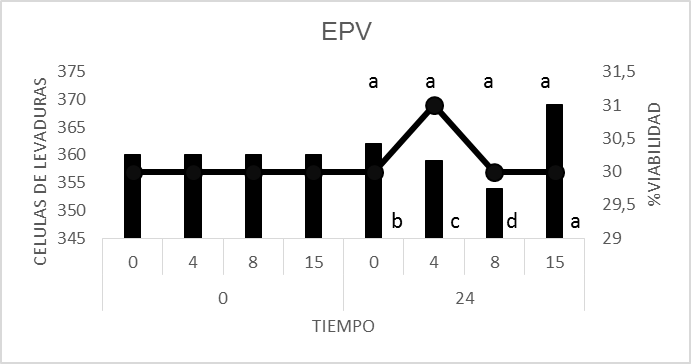 EPV
CELULAS DE LEVADURAS
375
370
365
360
355
350
345
a a a a
b c d a
31,5
31
30,5
30
29,5
29
%VIABILIDAD
0 4 8 15 0 4 8 15
0 24
TIEMPO